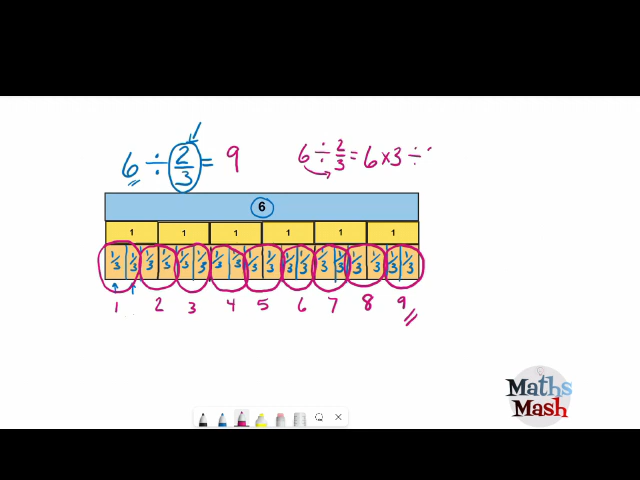 6 ÷ 2/3 = 9
6 ÷ 2/3 = 6 x 3 ÷
6
1 1 1 1 1 1
1/3 1/3 1/3 1/3 1/3 1/3 1/3 1/3 1/3 1/3 1/3 1/3 1/3 1/3 1/3 1/3 1/3 1/3
1 2 3 4 5 6 7 8 9
Maths
Mash